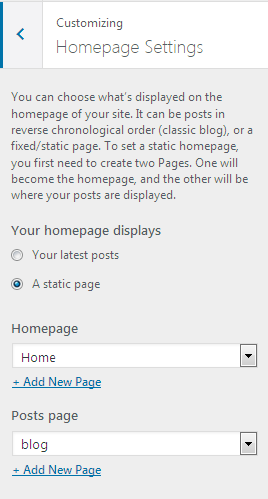 Customizing
Homepage Settings
You can choose what's displayed on the
homepage of your site. It can be posts in
reverse chronological order (classic blog), or a
fixed/static page. To set a static homepage,
you first need to create two Pages. One will
become the homepage, and the other will be
where your posts are displayed.
Your homepage displays
Your latest posts
A static page
Homepage
Home
+ Add New Page
Posts page
blog
+ Add New Page